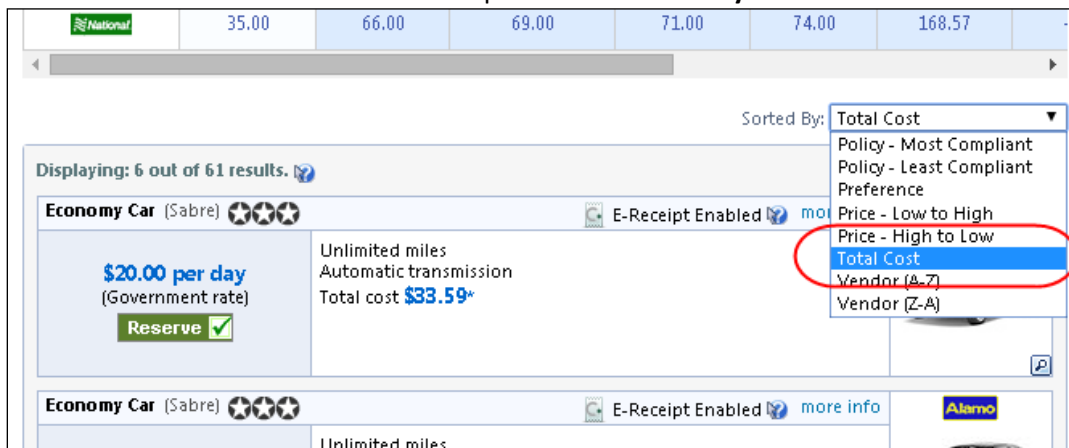 National 35.00 66.00 69.00 71.00 74.00 168.57
Sorted By: Total Cost
Policy - Most Compliant
Policy - Least Compliant
Preference
Price - Low to High
Price - High to Low
Total Cost
Vendor (A-Z)
Vendor (Z-A)
Displaying: 6 out of 61 results.
Economy Car (Sabre) E-Receipt Enabled
$20.00 per day
(Government rate)
Reserve
Unlimited miles
Automatic transmission
Total cost $33.59*
Economy Car (Sabre) E-Receipt Enabled more info Alamo
Unlimited miles